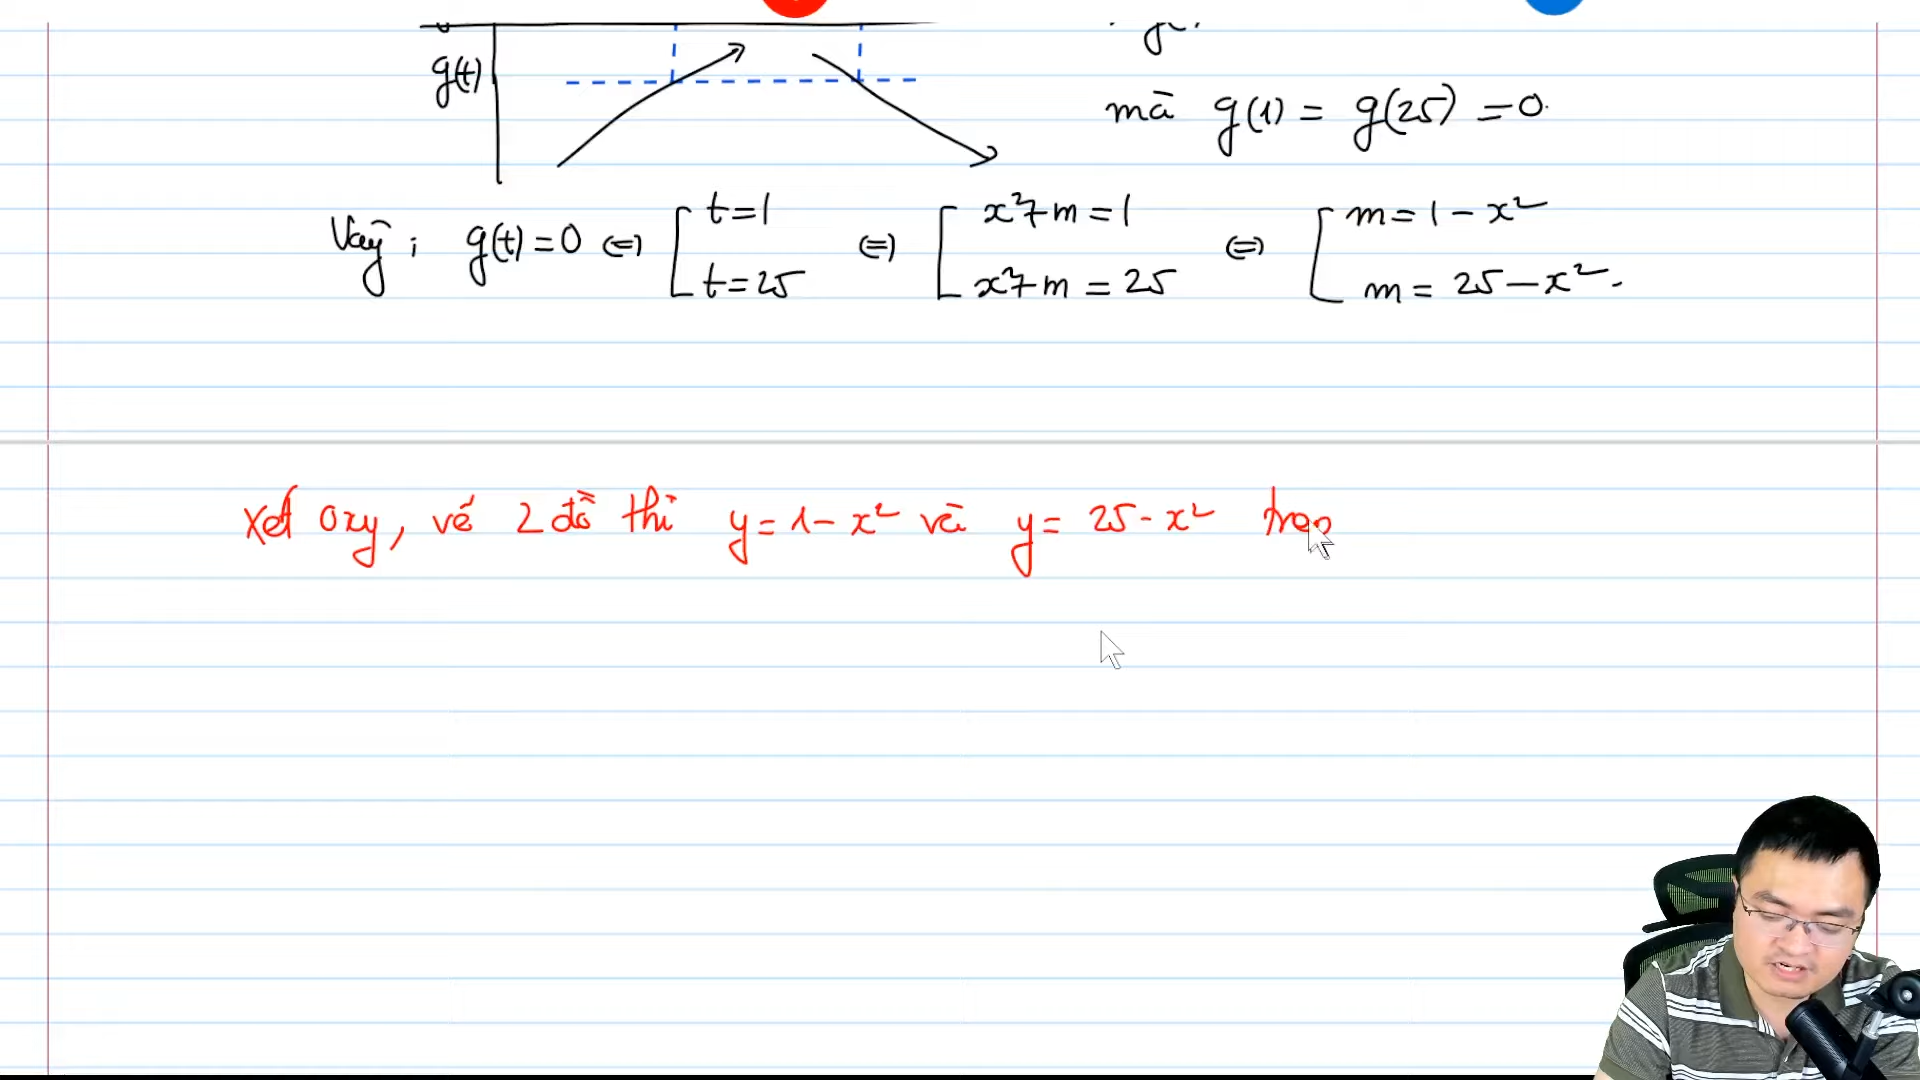 g(t)
mà g(1) = g(25) = 0.
Vậy ; g(t) = 0 ⇔ [ t = 1 ⇔ [ x² + m = 1 ⇔ [ m = 1 - x²
t = 25 x² + m = 25 m = 25 - x².
Xét Oxy, vẽ 2 đồ thị y = 1 - x² và y = 25 - x²